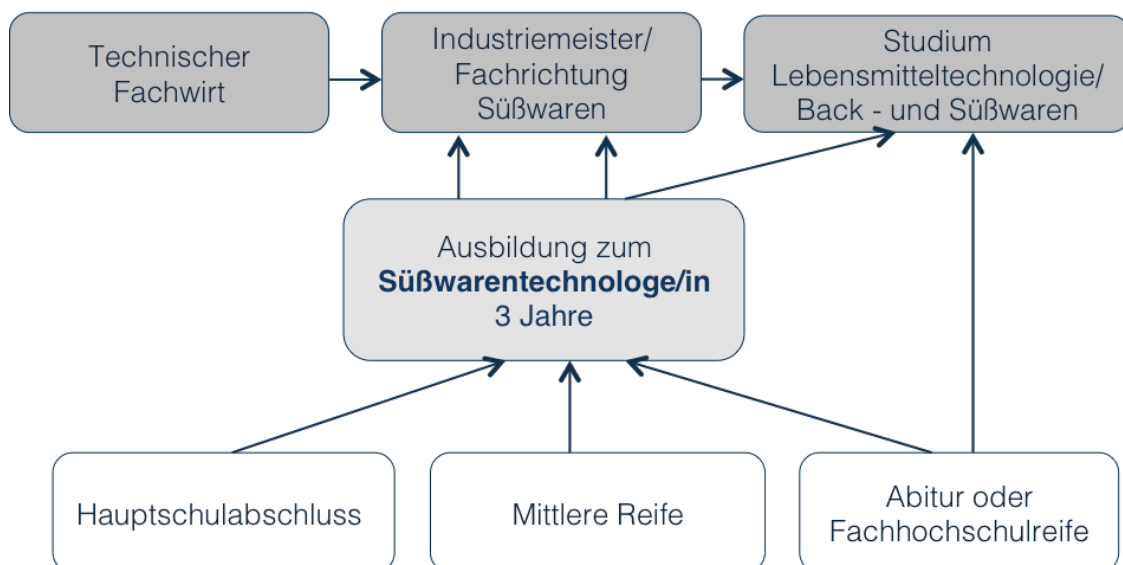 Technischer
Fachwirt
Industriemeister/
Fachrichtung
Süßwaren
Studium
Lebensmitteltechnologie/
Back - und Süßwaren
Ausbildung zum
Süßwarentechnologe/in
3 Jahre
Hauptschulabschluss
Mittlere Reife
Abitur oder
Fachhochschulreife